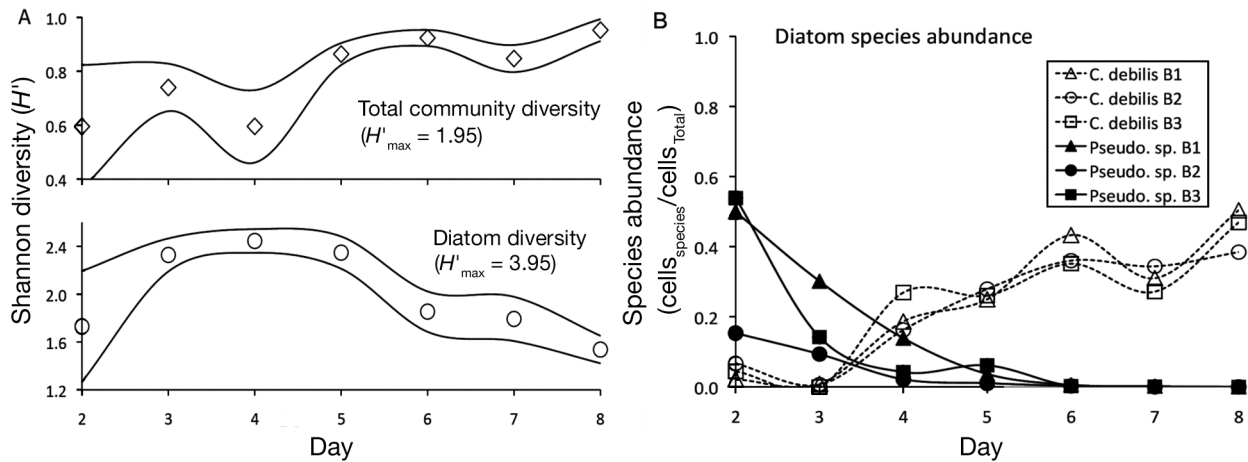 A
Shannon diversity (H')
1.0
0.8
0.6
0.4
Total community diversity
(H'max = 1.95)
2.4
2.0
1.6
1.2
Diatom diversity
(H'max = 3.95)
2 3 4 5 6 7 8
Day
B
Diatom species abundance
Species abundance
(cellsspecies/cellsTotal)
1.0
0.8
0.6
0.4
0.2
0.0
C. debilis B1
C. debilis B2
C. debilis B3
Pseudo. sp. B1
Pseudo. sp. B2
Pseudo. sp. B3
2 3 4 5 6 7 8
Day